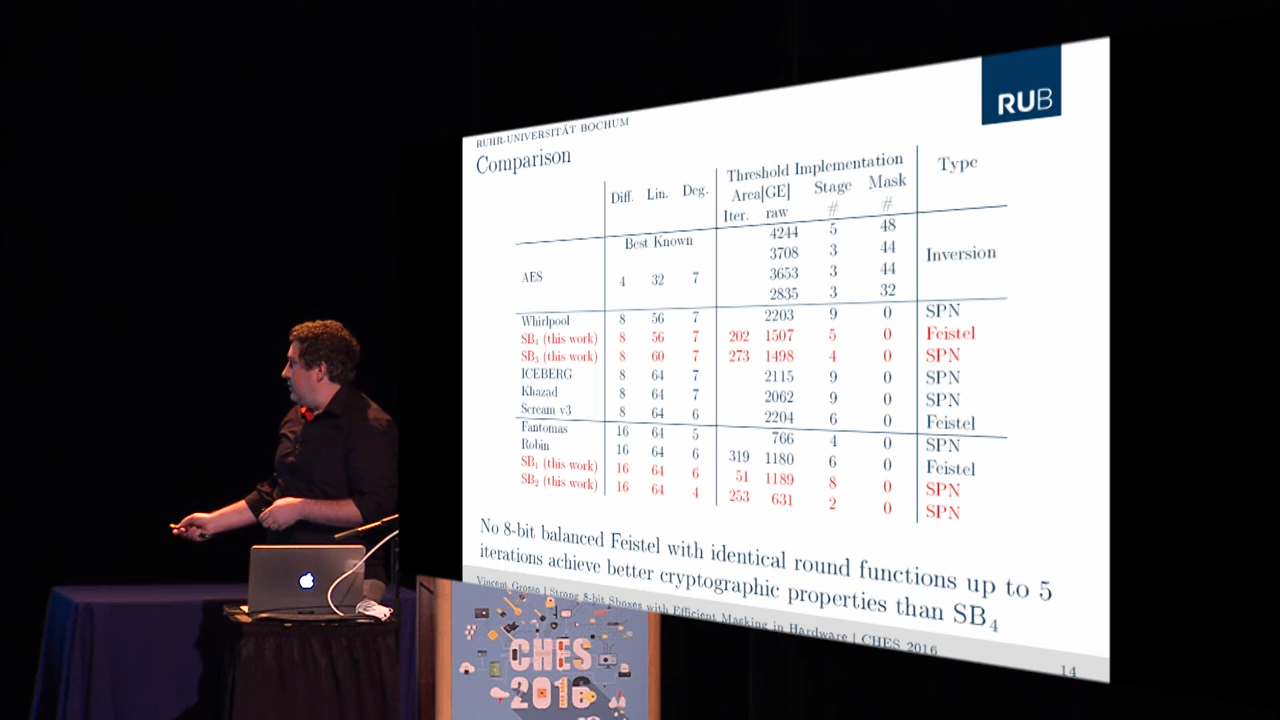 RUB
RUHR-UNIVERSITÄT BOCHUM
Comparison
Threshold Implementation Type
Diff. Lin. Deg. Area[GE] Stage Mask
Iter. raw # #
Best Known 4244 5 48
3708 3 44 Inversion
AES 4 32 7 3653 3 44
2835 3 32
Whirlpool 8 56 7 2203 9 0 SPN
SB₄ (this work) 8 56 7 202 1507 5 0 Feistel
SB₃ (this work) 8 60 7 273 1498 4 0 SPN
ICEBERG 8 64 7 2115 9 0 SPN
Khazad 8 64 7 2062 9 0 SPN
Scream v3 8 64 6 2204 6 0 Feistel
Fantomas 16 64 5 766 4 0 SPN
Robin 16 64 6 319 1180 6 0 Feistel
SB₁ (this work) 16 64 6 51 1189 8 0 SPN
SB₂ (this work) 16 64 4 253 631 2 0 SPN
No 8-bit balanced Feistel with identical round functions up to 5
iterations achieve better cryptographic properties than SB₄
Vincent Grosso | Strong 8-bit Sboxes with Efficient Masking in Hardware | CHES 2016
14
CHES
2016